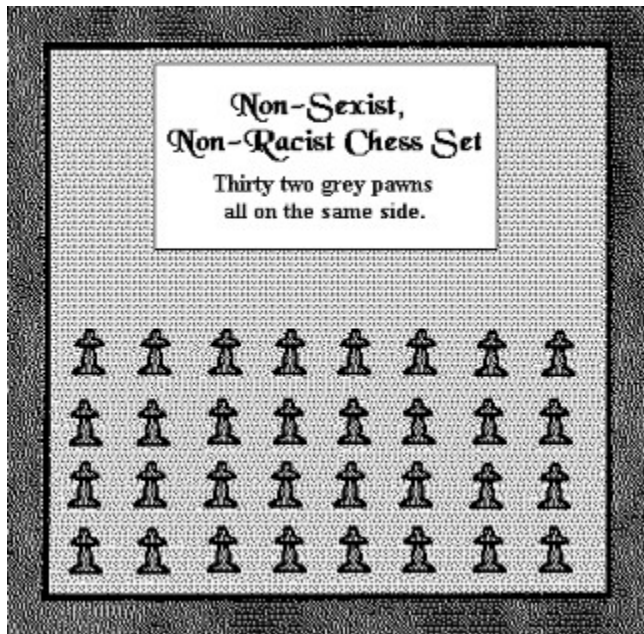 Non-Sexist,
Non-Racist Chess Set
Thirty two grey pawns
all on the same side.